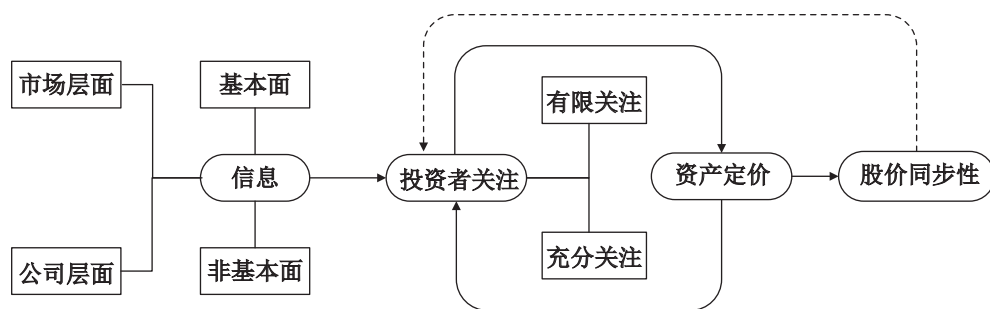 市场层面
基本面
有限关注
信息
投资者关注
资产定价
股价同步性
公司层面
非基本面
充分关注